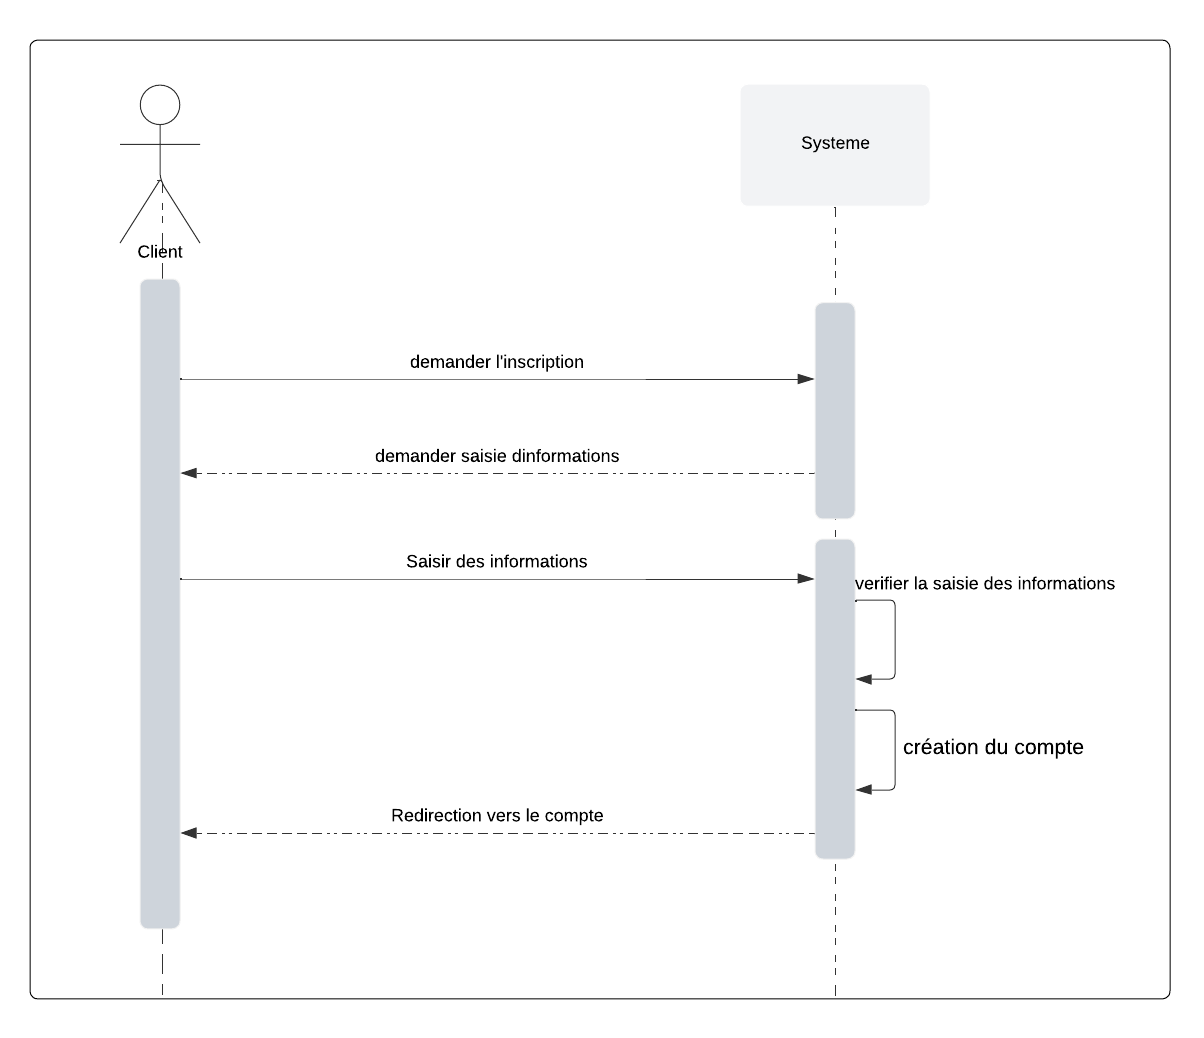 Systeme
Client
demander l'inscription
demander saisie dinformations
Saisir des informations
verifier la saisie des informations
création du compte
Redirection vers le compte